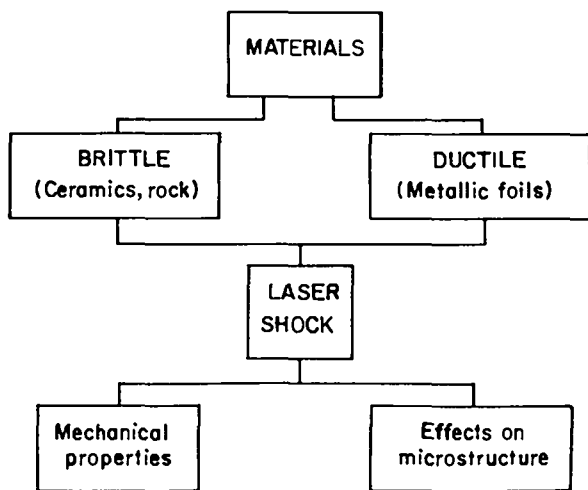 MATERIALS
BRITTLE
(Ceramics, rock)
DUCTILE
(Metallic foils)
LASER
SHOCK
Mechanical
properties
Effects on
microstructure